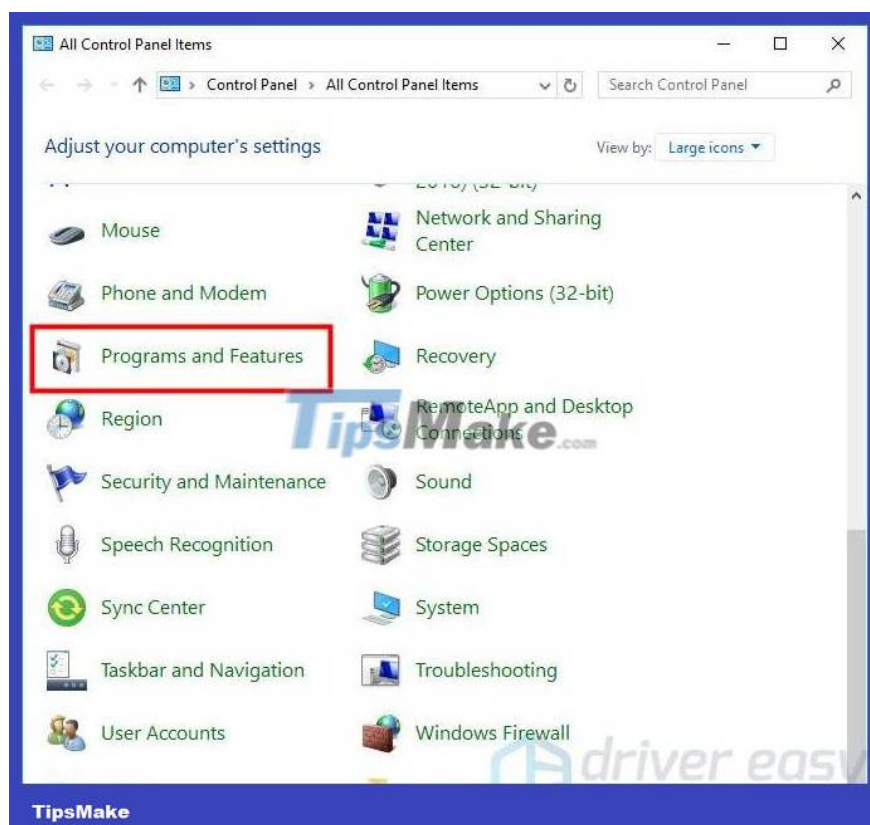 All Control Panel Items
Control Panel > All Control Panel Items
Search Control Panel
Adjust your computer's settings
View by: Large icons
2016) (32-bit)
Mouse
Network and Sharing
Center
Phone and Modem
Power Options (32-bit)
Programs and Features
Recovery
Region
RemoteApp and Desktop
Connections
TipsMake.com
Security and Maintenance
Sound
Speech Recognition
Storage Spaces
Sync Center
System
Taskbar and Navigation
Troubleshooting
User Accounts
Windows Firewall
driver easy
TipsMake